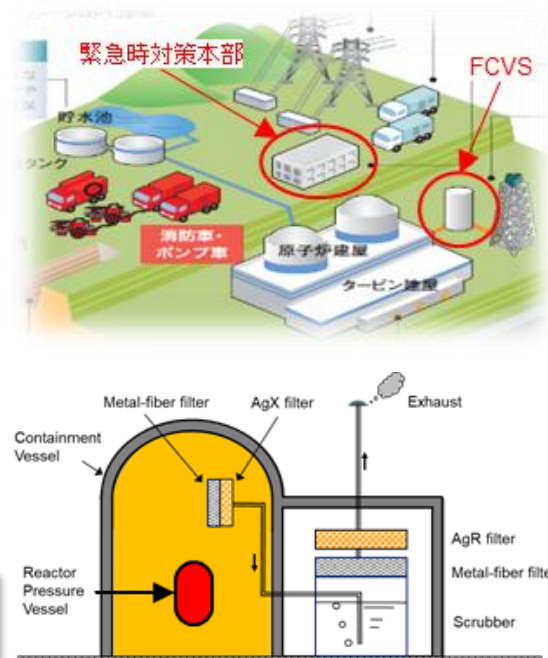 緊急時対策本部
FCVS
貯水池
タンク
消防車・
ポンプ車
原子炉建屋
タービン建屋
Metal-fiber filter
AgX filter
Exhaust
Containment
Vessel
AgR filter
Metal-fiber filte
Reactor
Pressure
Vessel
Scrubber